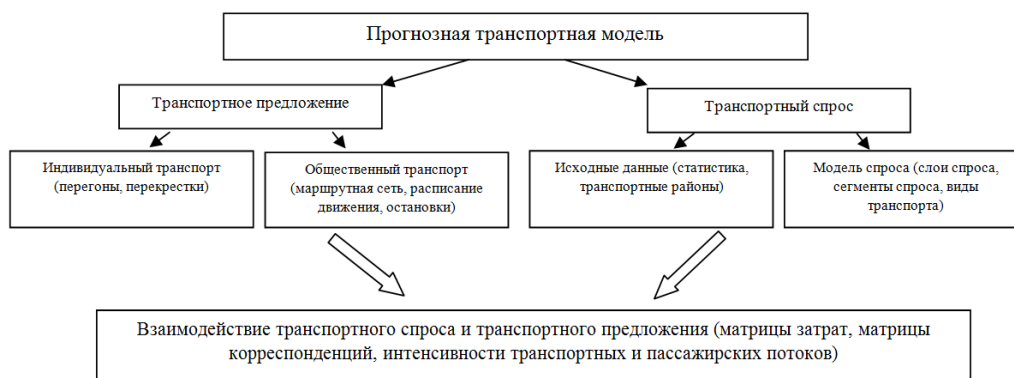 Прогнозная транспортная модель
Транспортное предложение
Транспортный спрос
Индивидуальный транспорт
(перегоны, перекрестки)
Общественный транспорт
(маршрутная сеть, расписание
движения, остановки)
Исходные данные (статистика,
транспортные районы)
Модель спроса (слои спроса,
сегменты спроса, виды
транспорта)
Взаимодействие транспортного спроса и транспортного предложения (матрицы затрат, матрицы
корреспонденций, интенсивности транспортных и пассажирских потоков)